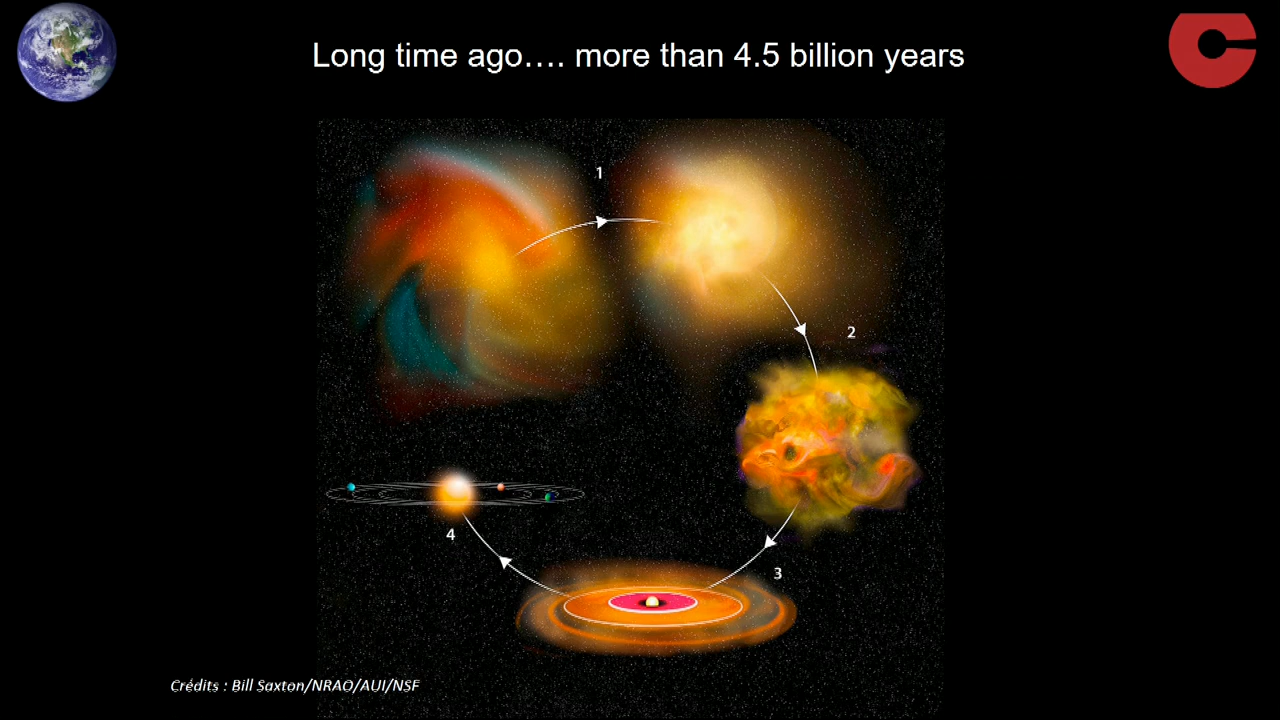 Long time ago.... more than 4.5 billion years
1
2
3
4
Crédits : Bill Saxton/NRAO/AUI/NSF